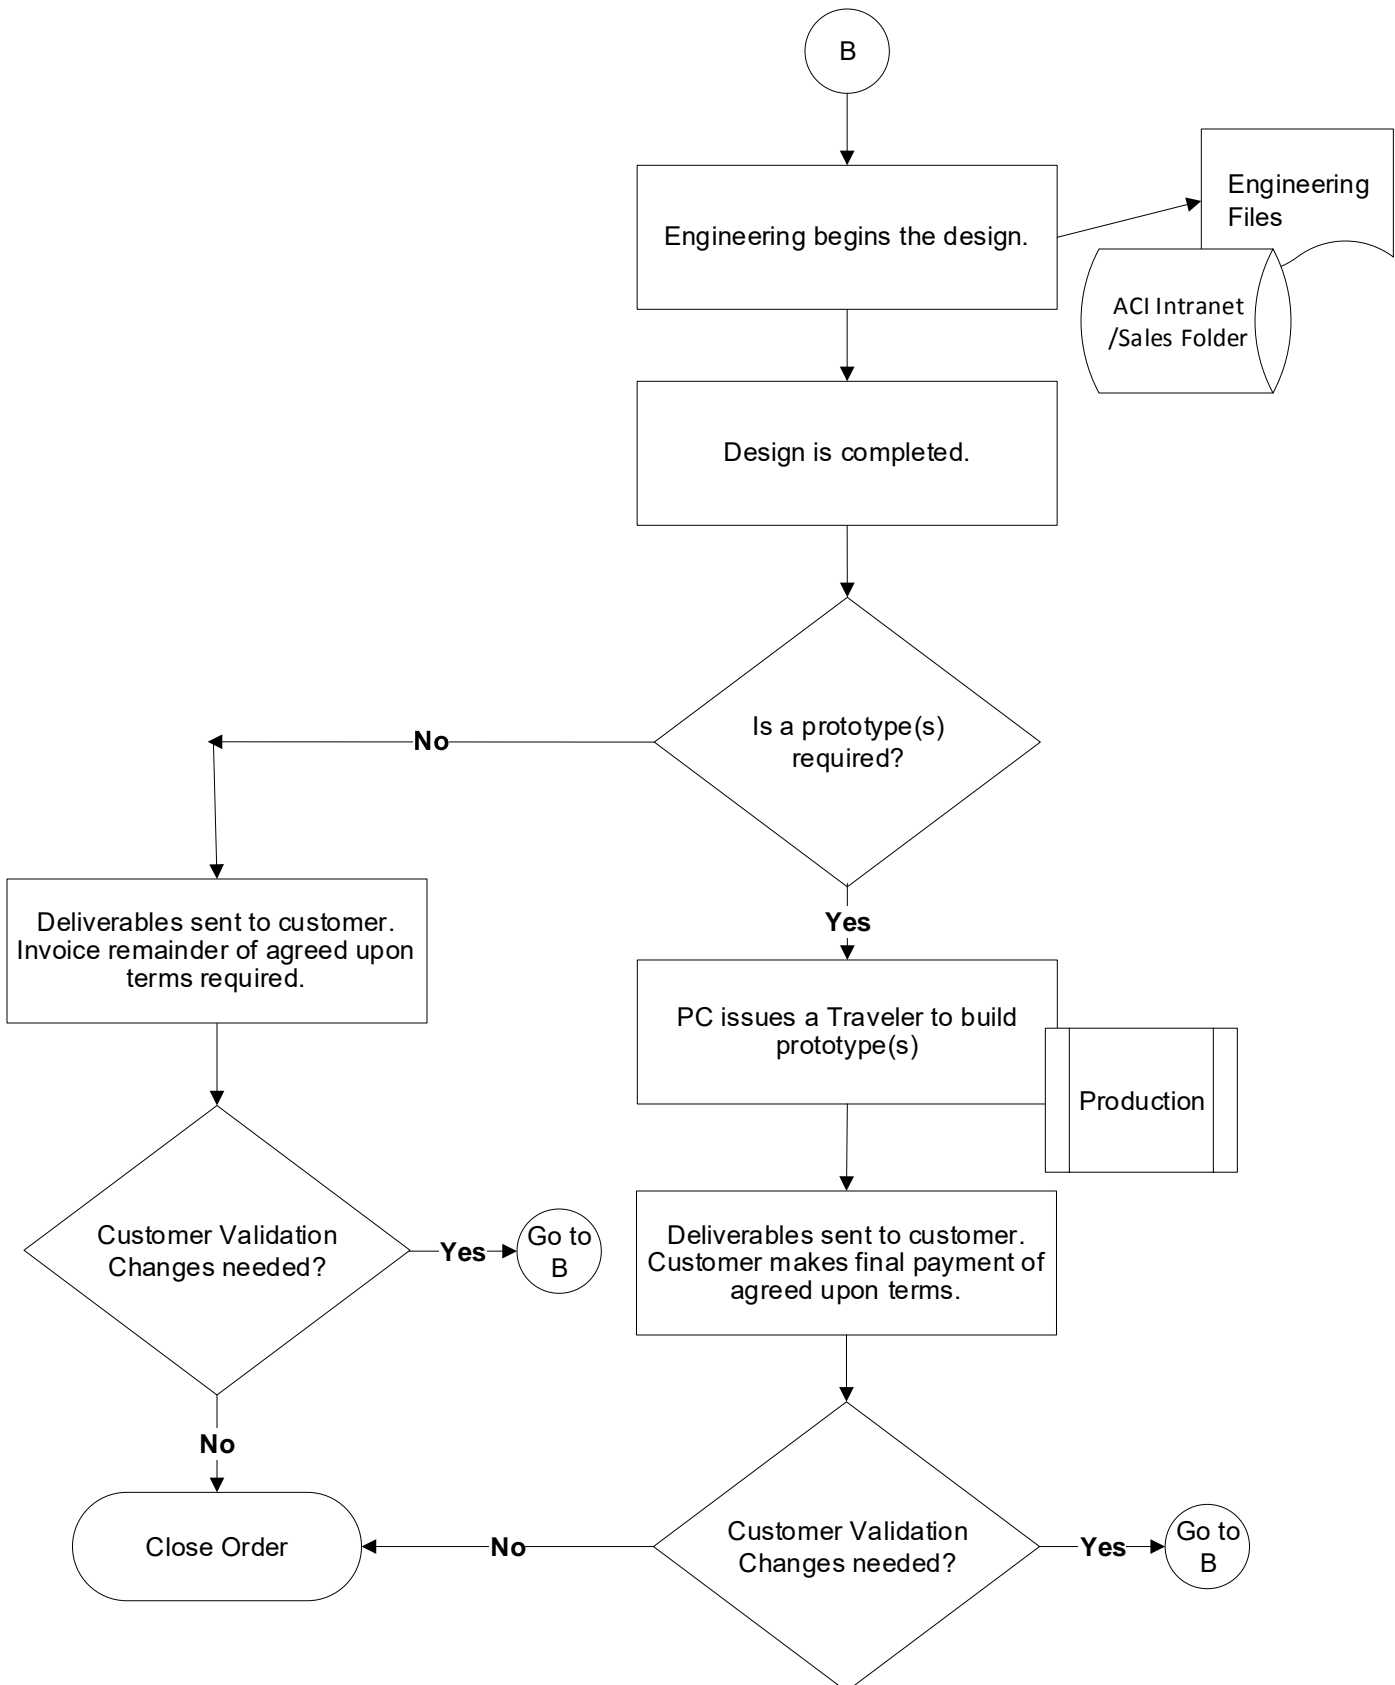 B
Engineering begins the design.
Engineering
Files
ACI Intranet
/Sales Folder
Design is completed.
Is a prototype(s)
required?
No
Yes
Deliverables sent to customer.
Invoice remainder of agreed upon
terms required.
PC issues a Traveler to build
prototype(s)
Production
Customer Validation
Changes needed?
Yes
Go to
B
Deliverables sent to customer.
Customer makes final payment of
agreed upon terms.
No
Close Order
No
Customer Validation
Changes needed?
Yes
Go to
B